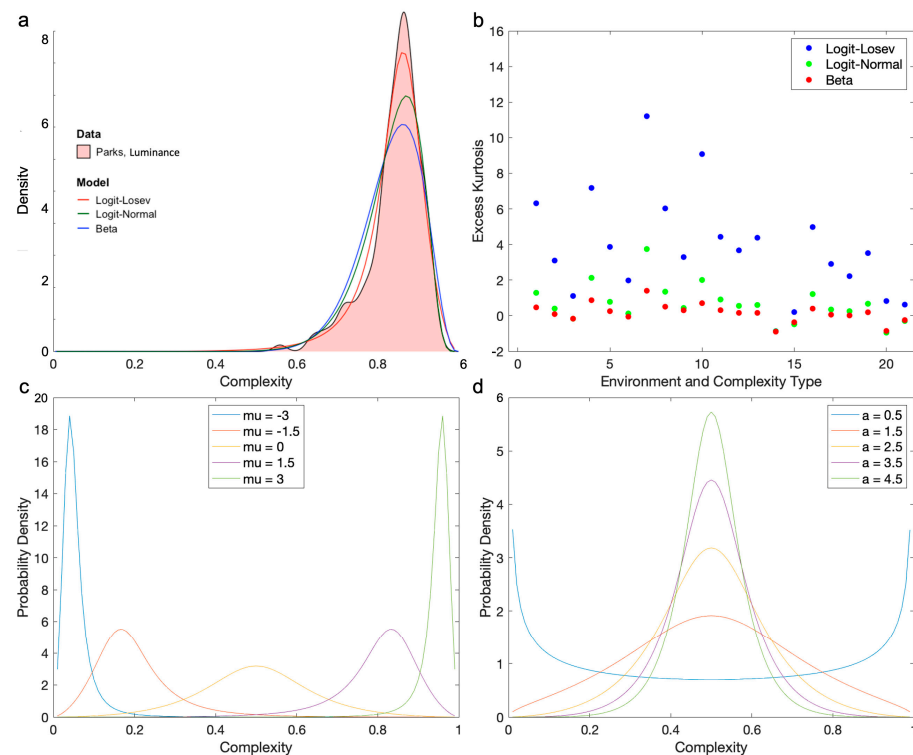 a
8
6
4
2
0
Density
Data
Parks, Luminance
Model
Logit-Losev
Logit-Normal
Beta
0 0.2 0.4 0.6 0.8 1
Complexity
b
16
14
12
10
8
6
4
2
0
-2
Excess Kurtosis
Logit-Losev
Logit-Normal
Beta
0 5 10 15 20
Environment and Complexity Type
c
20
18
16
14
12
10
8
6
4
2
0
Probability Density
mu = -3
mu = -1.5
mu = 0
mu = 1.5
mu = 3
0 0.2 0.4 0.6 0.8 1
Complexity
d
6
5
4
3
2
1
0
Probability Density
a = 0.5
a = 1.5
a = 2.5
a = 3.5
a = 4.5
0 0.2 0.4 0.6 0.8 1
Complexity